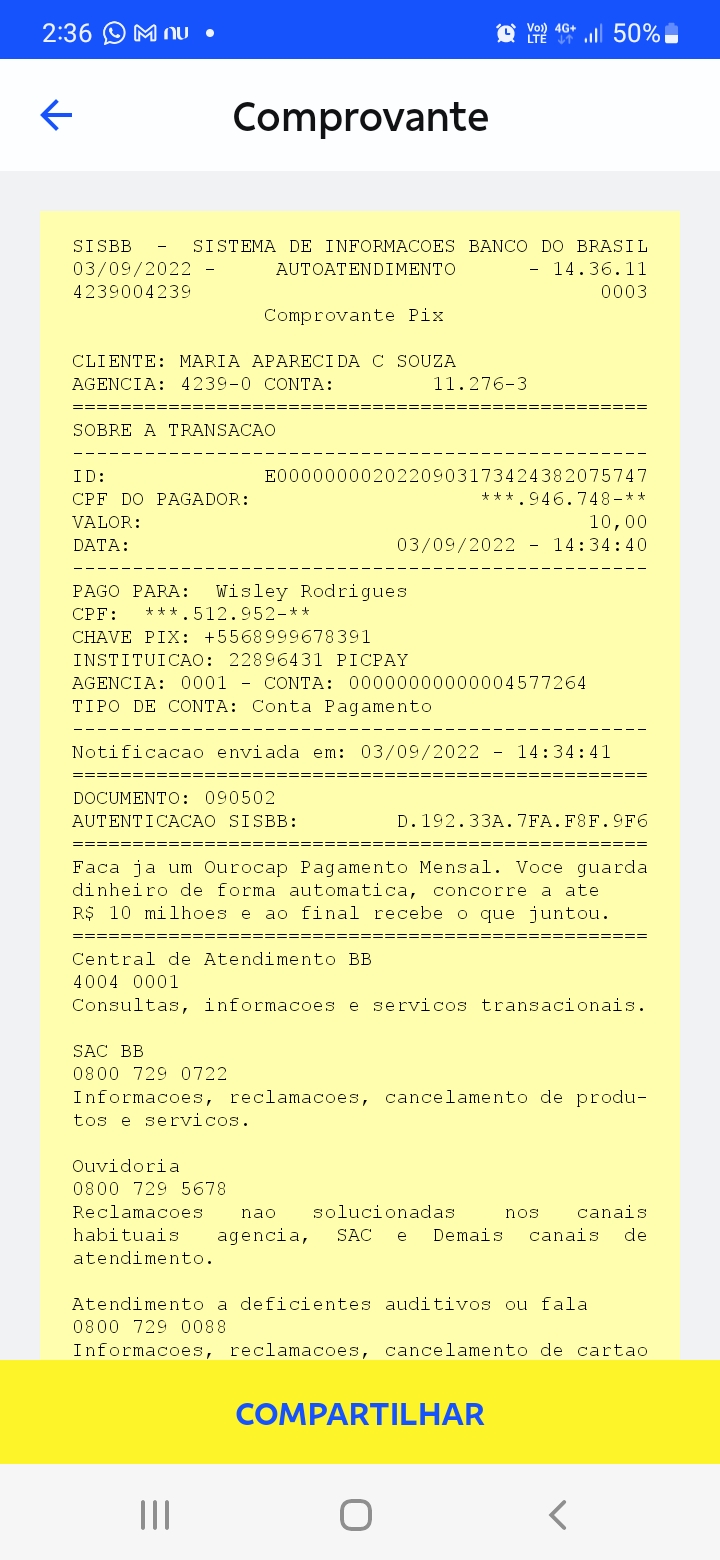 2:36 nu 4G+ Vo)) LTE 50%
Comprovante
SISBB - SISTEMA DE INFORMACOES BANCO DO BRASIL
03/09/2022 - AUTOATENDIMENTO - 14.36.11
4239004239 0003
Comprovante Pix
CLIENTE: MARIA APARECIDA C SOUZA
AGENCIA: 4239-0 CONTA: 11.276-3
================================================
SOBRE A TRANSACAO
------------------------------------------------
ID: E0000000020220903173424382075747
CPF DO PAGADOR: ***.946.748-**
VALOR: 10,00
DATA: 03/09/2022 - 14:34:40
------------------------------------------------
PAGO PARA: Wisley Rodrigues
CPF: ***.512.952-**
CHAVE PIX: +5568999678391
INSTITUICAO: 22896431 PICPAY
AGENCIA: 0001 - CONTA: 00000000000004577264
TIPO DE CONTA: Conta Pagamento
------------------------------------------------
Notificacao enviada em: 03/09/2022 - 14:34:41
================================================
DOCUMENTO: 090502
AUTENTICACAO SISBB: D.192.33A.7FA.F8F.9F6
================================================
Faca ja um Ourocap Pagamento Mensal. Voce guarda
dinheiro de forma automatica, concorre a ate
R$ 10 milhoes e ao final recebe o que juntou.
================================================
Central de Atendimento BB
4004 0001
Consultas, informacoes e servicos transacionais.
SAC BB
0800 729 0722
Informacoes, reclamacoes, cancelamento de produ-
tos e servicos.
Ouvidoria
0800 729 5678
Reclamacoes nao solucionadas nos canais
habituais agencia, SAC e Demais canais de
atendimento.
Atendimento a deficientes auditivos ou fala
0800 729 0088
Informacoes, reclamacoes, cancelamento de cartao
COMPARTILHAR